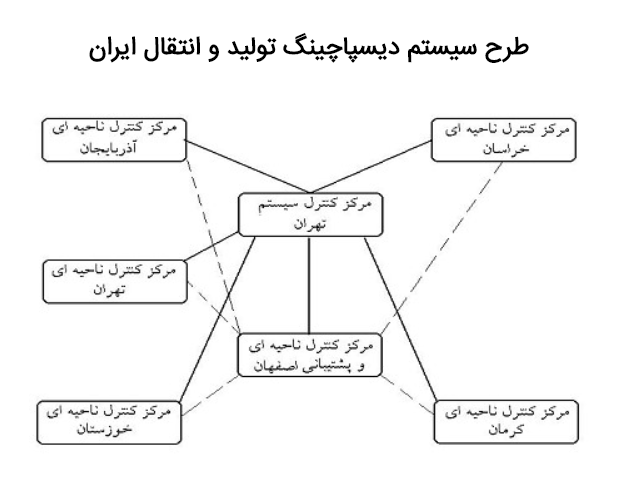 طرح سیستم دیسپاچینگ تولید و انتقال ایران
مرکز کنترل ناحیه ای
خراسان
مرکز کنترل ناحیه ای
آذربایجان
مرکز کنترل سیستم
تهران
مرکز کنترل ناحیه ای
تهران
مرکز کنترل ناحیه ای
و پشتیبانی اصفهان
مرکز کنترل ناحیه ای
کرمان
مرکز کنترل ناحیه ای
خوزستان